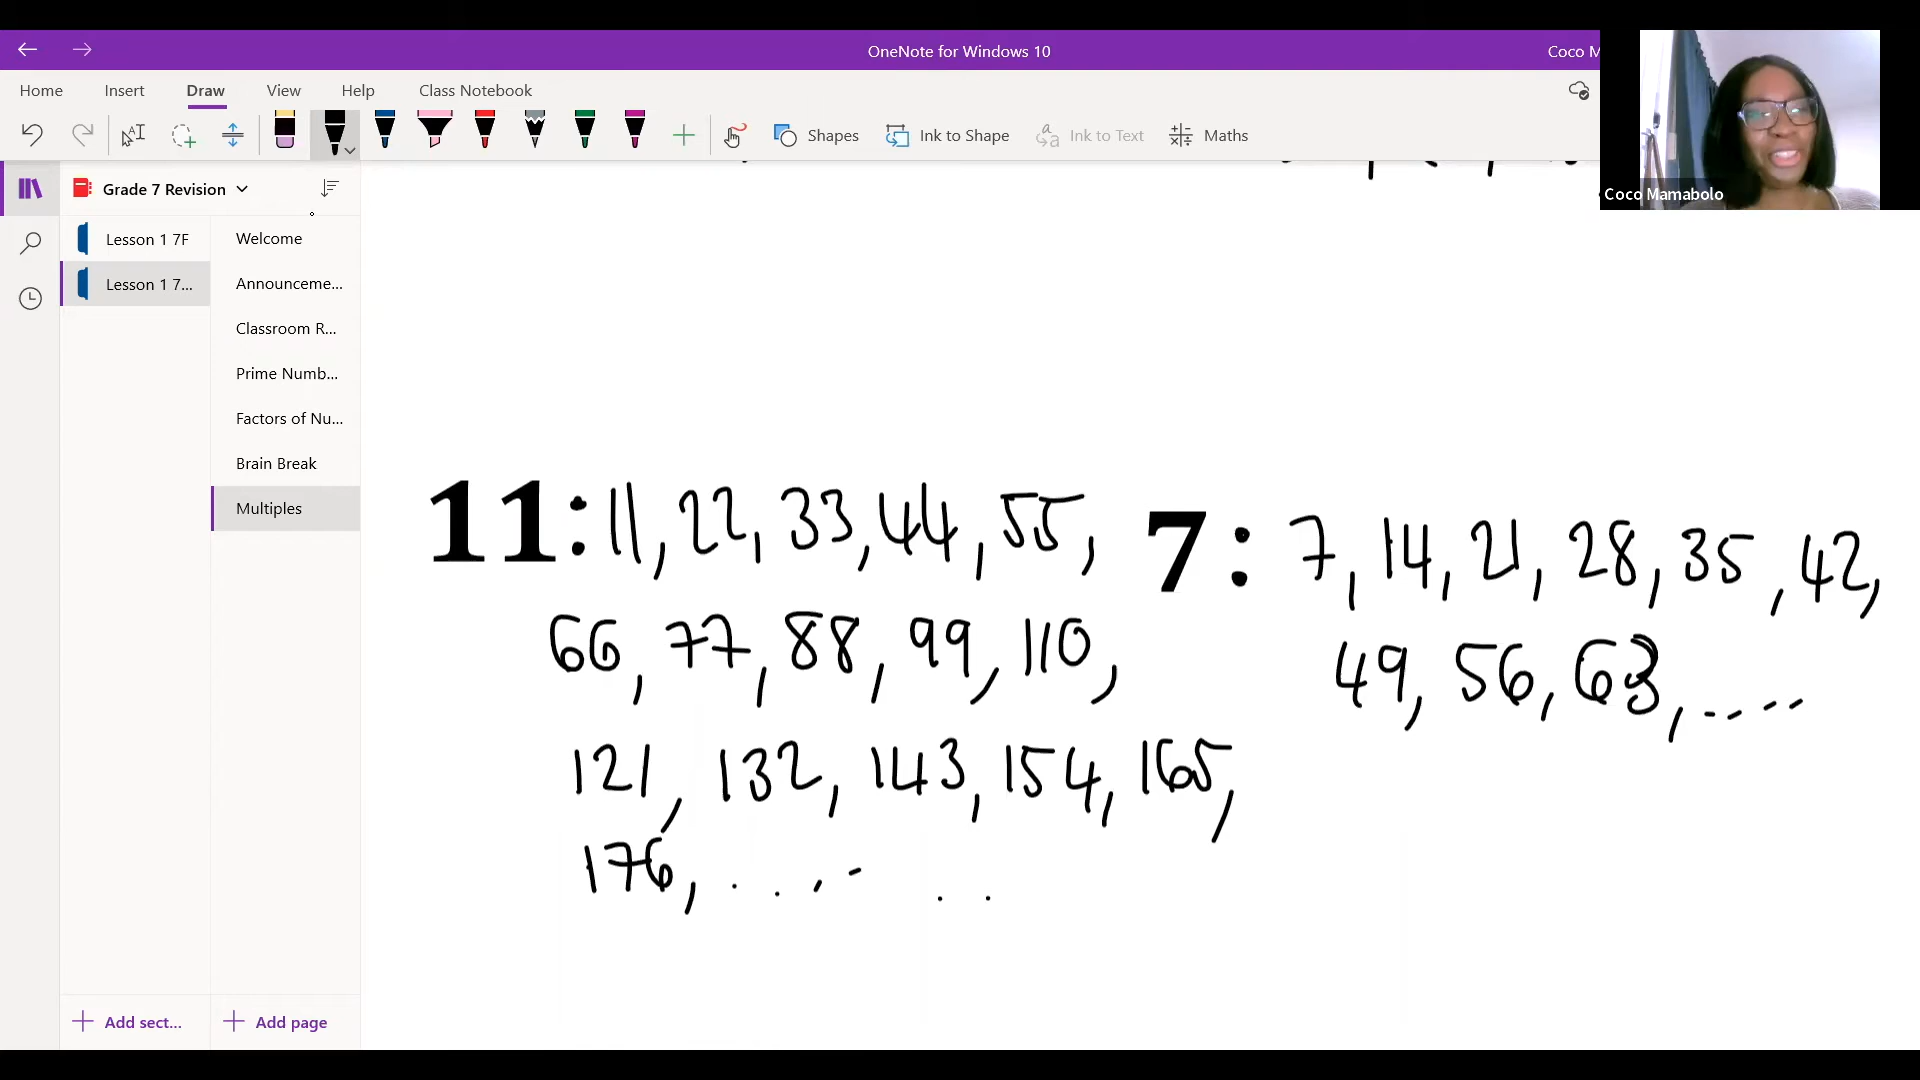 OneNote for Windows 10
Coco M
Home Insert Draw View Help Class Notebook
Shapes Ink to Shape Ink to Text Maths
Coco Mamabolo
Grade 7 Revision
Lesson 1 7F
Lesson 1 7...
Welcome
Announceme...
Classroom R...
Prime Numb...
Factors of Nu...
Brain Break
Multiples
11: 11, 22, 33, 44, 55,
66, 77, 88, 99, 110,
121, 132, 143, 154, 165,
176, . . . . . .
7: 7, 14, 21, 28, 35, 42,
49, 56, 63, ....
Add sect...
Add page